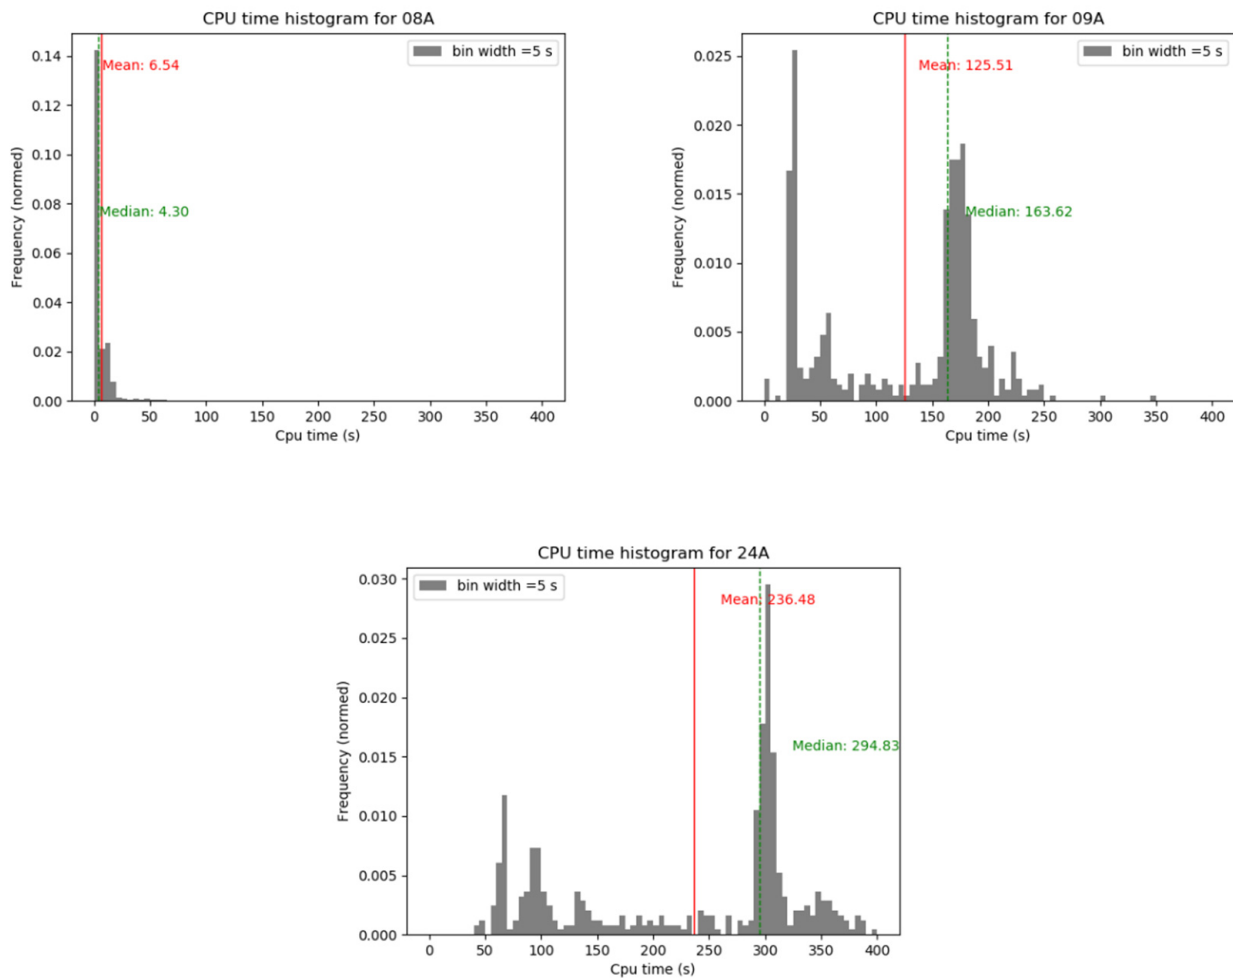 CPU time histogram for 08A
bin width =5 s
Mean: 6.54
Median: 4.30
0.14
0.12
0.10
0.08
0.06
0.04
0.02
0.00
Frequency (normed)
0 50 100 150 200 250 300 350 400
Cpu time (s)
CPU time histogram for 09A
bin width =5 s
Mean: 125.51
Median: 163.62
0.025
0.020
0.015
0.010
0.005
0.000
Frequency (normed)
0 50 100 150 200 250 300 350 400
Cpu time (s)
CPU time histogram for 24A
bin width =5 s
Mean: 236.48
Median: 294.83
0.030
0.025
0.020
0.015
0.010
0.005
0.000
Frequency (normed)
0 50 100 150 200 250 300 350 400
Cpu time (s)